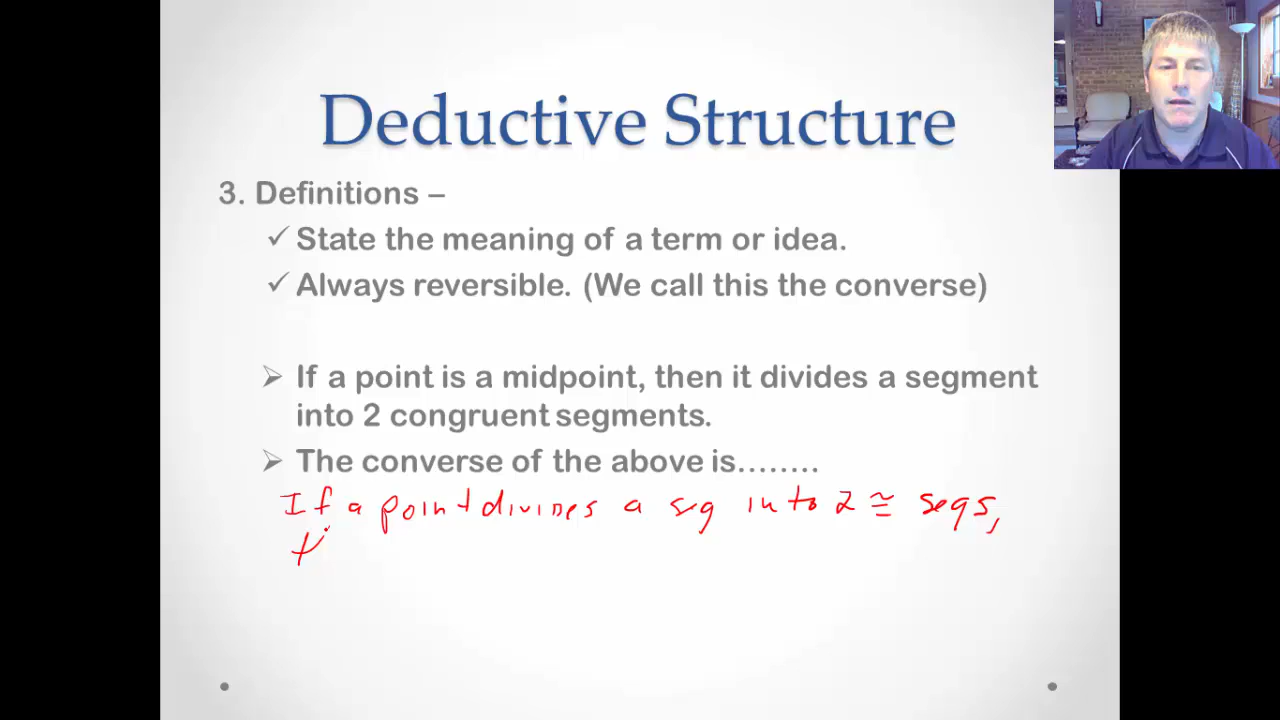 Deductive Structure
3. Definitions –
✓ State the meaning of a term or idea.
✓ Always reversible. (We call this the converse)
➢ If a point is a midpoint, then it divides a segment
into 2 congruent segments.
➢ The converse of the above is........
If a point divides a seg into 2 ≅ segs,